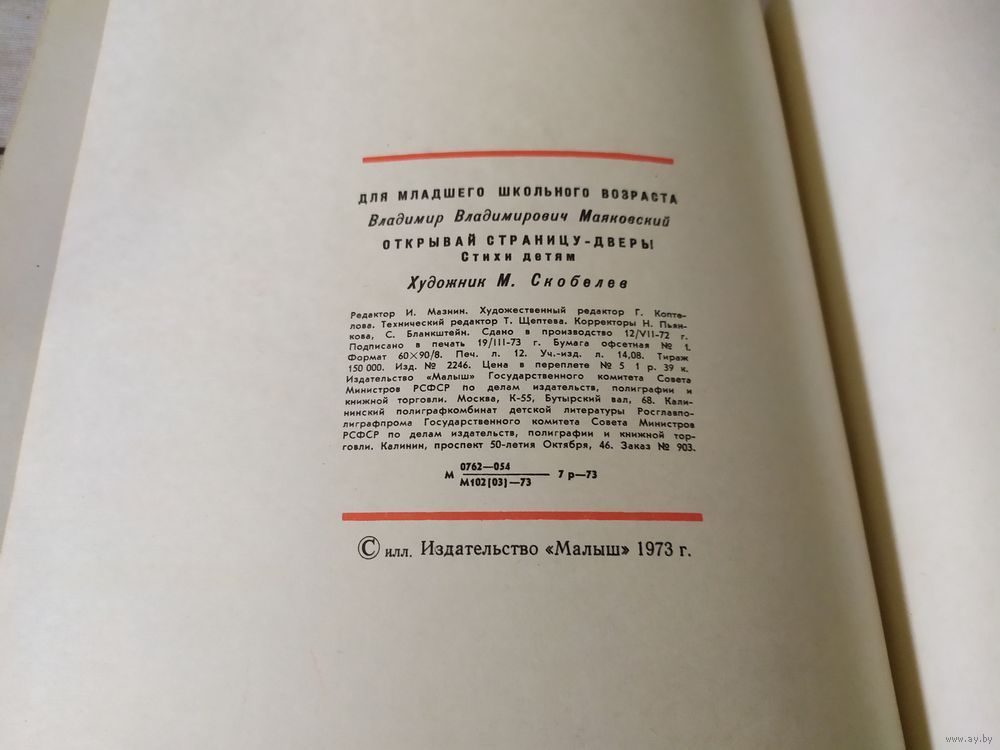 ДЛЯ МЛАДШЕГО ШКОЛЬНОГО ВОЗРАСТА
Владимир Владимирович Маяковский
ОТКРЫВАЙ СТРАНИЦУ-ДВЕРЬ!
Стихи детям
Художник М. Скобелев
Редактор И. Мазнин. Художественный редактор Г. Копте-
лова. Технический редактор Т. Щептева. Корректоры Н. Пьян-
кова, С. Бланкштейн. Сдано в производство 12/VII-72 г.
Подписано в печать 19/III-73 г. Бумага офсетная № 1.
Формат 60×90/8. Печ. л. 12. Уч.-изд. л. 14,08. Тираж
150 000. Изд. № 2246. Цена в переплете № 5 1 р. 39 к.
Издательство «Малыш» Государственного комитета Совета
Министров РСФСР по делам издательств, полиграфии и
книжной торговли. Москва, К-55, Бутырский вал, 68. Кали-
нинский полиграфкомбинат детской литературы Росглавпо-
лиграфпрома Государственного комитета Совета Министров
РСФСР по делам издательств, полиграфии и книжной тор-
говли. Калинин, проспект 50-летия Октября, 46. Заказ № 903.
М 0762—054 7 р—73
М102(03)—73
© илл. Издательство «Малыш» 1973 г.
www.ay.by